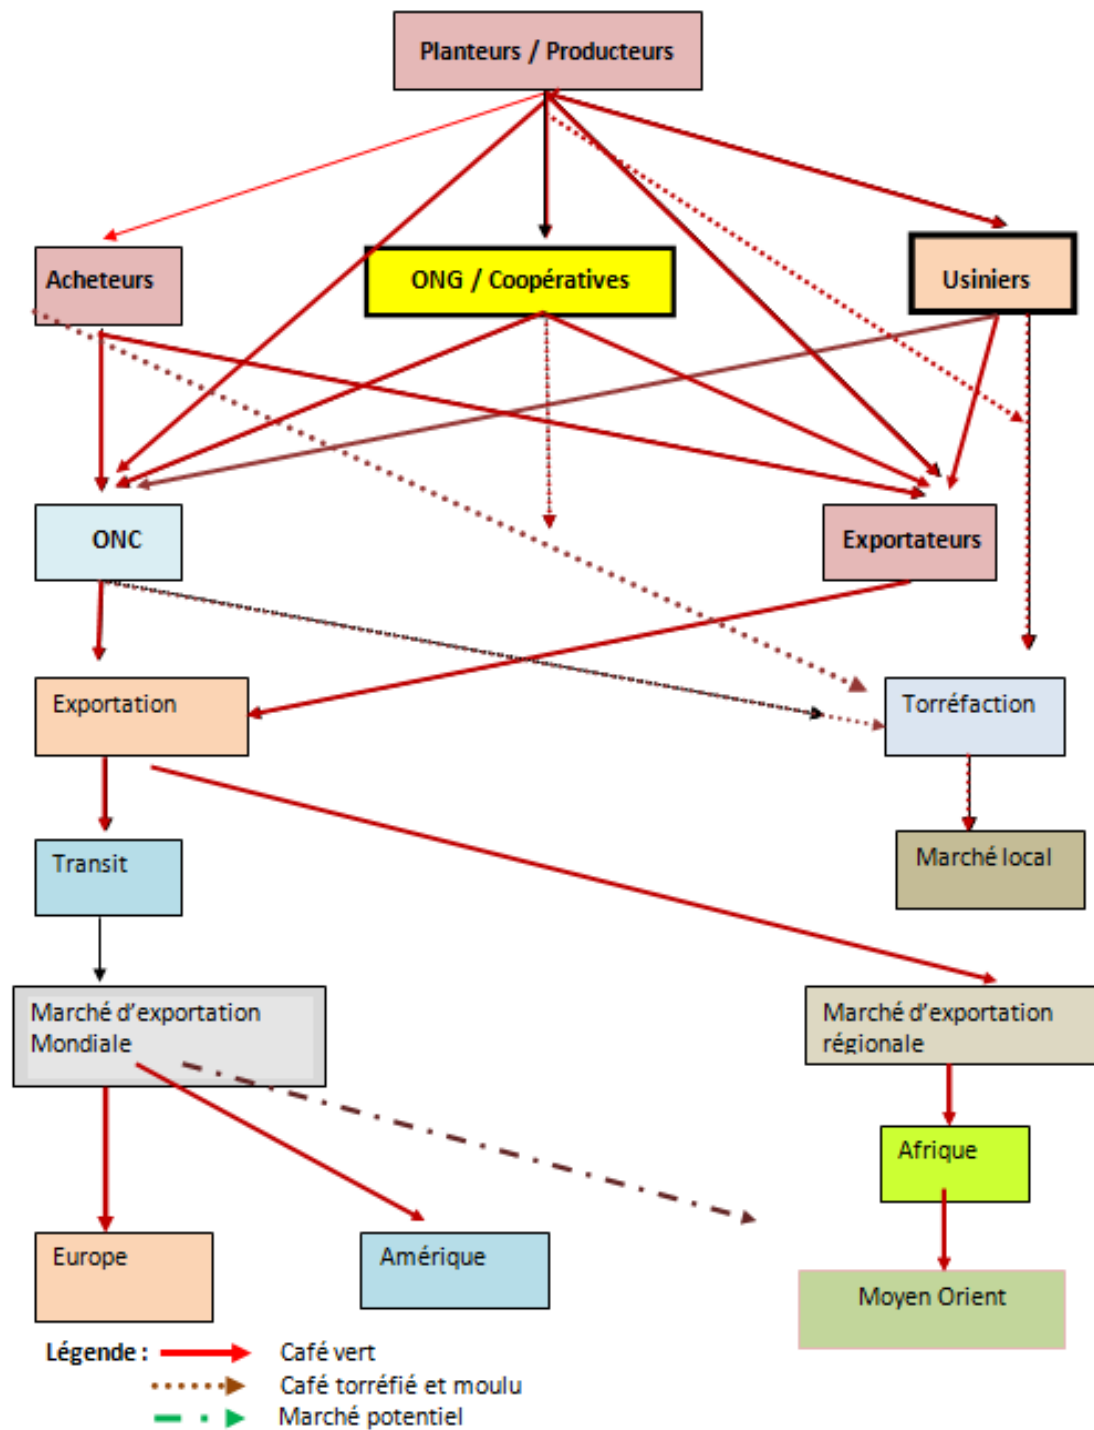 Planteurs / Producteurs
Acheteurs
ONG / Coopératives
Usiniers
ONC
Exportateurs
Exportation
Torréfaction
Transit
Marché local
Marché d'exportation
Mondiale
Marché d'exportation
régionale
Afrique
Europe
Amérique
Moyen Orient
Légende :
Café vert
Café torréfié et moulu
Marché potentiel